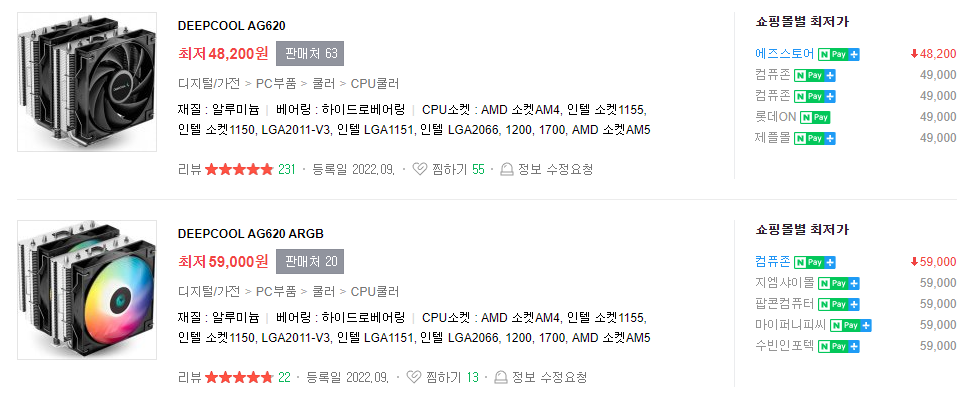 DEEPCOOL AG620
최저 48,200원 판매처 63
디지털/가전 > PC부품 > 쿨러 > CPU쿨러
재질 : 알루미늄 | 베어링 : 하이드로베어링 | CPU소켓 : AMD 소켓AM4, 인텔 소켓1155,
인텔 소켓1150, LGA2011-V3, 인텔 LGA1151, 인텔 LGA2066, 1200, 1700, AMD 소켓AM5
리뷰 ★★★★★ 231 · 등록일 2022.09. · 찜하기 55 · 정보 수정요청
쇼핑몰별 최저가
에즈스토어 N Pay + 48,200
컴퓨존 N Pay + 49,000
컴퓨존 N Pay + 49,000
롯데ON N Pay 49,000
제플몰 N Pay + 49,000
DEEPCOOL AG620 ARGB
최저 59,000원 판매처 20
디지털/가전 > PC부품 > 쿨러 > CPU쿨러
재질 : 알루미늄 | 베어링 : 하이드로베어링 | CPU소켓 : AMD 소켓AM4, 인텔 소켓1155,
인텔 소켓1150, LGA2011-V3, 인텔 LGA1151, 인텔 LGA2066, 1200, 1700, AMD 소켓AM5
리뷰 ★★★★★ 22 · 등록일 2022.09. · 찜하기 13 · 정보 수정요청
쇼핑몰별 최저가
컴퓨존 N Pay + 59,000
지엠샤이몰 N Pay + 59,000
팝콘컴퓨터 N Pay + 59,000
마이퍼니피씨 N Pay + 59,000
수빈인포텍 N Pay + 59,000